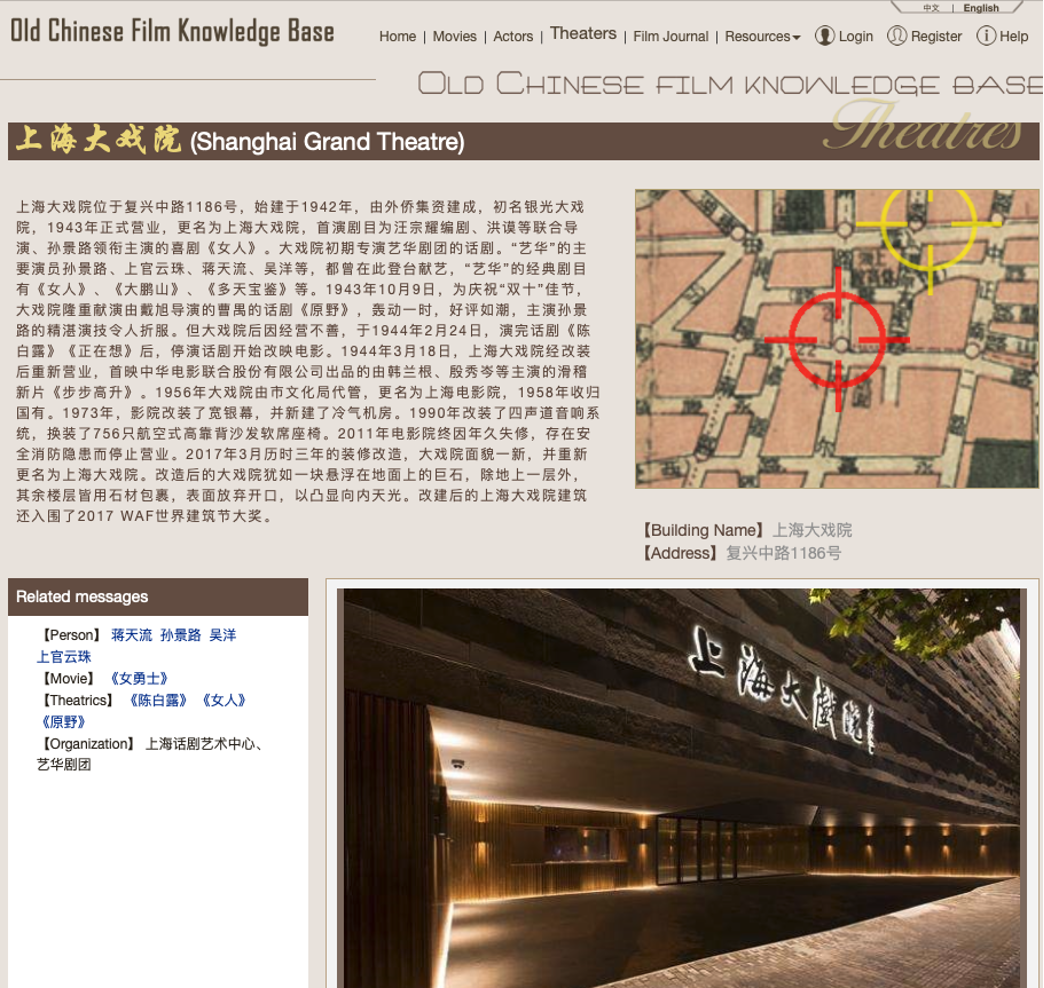 中文 | English
Old Chinese Film Knowledge Base
Home | Movies | Actors | Theaters | Film Journal | Resources Login Register Help
OLD CHINESE FILM KNOWLEDGE BASE
Theatres
上海大戏院 (Shanghai Grand Theatre)
上海大戏院位于复兴中路1186号，始建于1942年，由外侨集资建成，初名银光大戏
院，1943年正式营业，更名为上海大戏院，首演剧目为汪宗耀编剧、洪谟等联合导
演、孙景路领衔主演的喜剧《女人》。大戏院初期专演艺华剧团的话剧。“艺华”的主
要演员孙景路、上官云珠、蒋天流、吴洋等，都曾在此登台献艺，“艺华”的经典剧目
有《女人》、《大鹏山》、《多天宝鉴》等。1943年10月9日，为庆祝“双十”佳节，
大戏院隆重献演由戴旭导演的曹禺的话剧《原野》，轰动一时，好评如潮，主演孙景
路的精湛演技令人折服。但大戏院后因经营不善，于1944年2月24日，演完话剧《陈
白露》《正在想》后，停演话剧开始改映电影。1944年3月18日，上海大戏院经改装
后重新营业，首映中华电影联合股份有限公司出品的由韩兰根、殷秀岑等主演的滑稽
新片《步步高升》。1956年大戏院由市文化局代管，更名为上海电影院，1958年收归
国有。1973年，影院改装了宽银幕，并新建了冷气机房。1990年改装了四声道音响系
统，换装了756只航空式高靠背沙发软席座椅。2011年电影院终因年久失修，存在安
全消防隐患而停止营业。2017年3月历时三年的装修改造，大戏院面貌一新，并重新
更名为上海大戏院。改造后的大戏院犹如一块悬浮在地面上的巨石，除地上一层外，
其余楼层皆用石材包裹，表面放弃开口，以凸显向内天光。改建后的上海大戏院建筑
还入围了2017 WAF世界建筑节大奖。
【Building Name】上海大戏院
【Address】复兴中路1186号
Related messages
【Person】 蒋天流 孙景路 吴洋
上官云珠
【Movie】 《女勇士》
【Theatrics】 《陈白露》 《女人》
《原野》
【Organization】 上海话剧艺术中心、
艺华剧团
上海大戲院